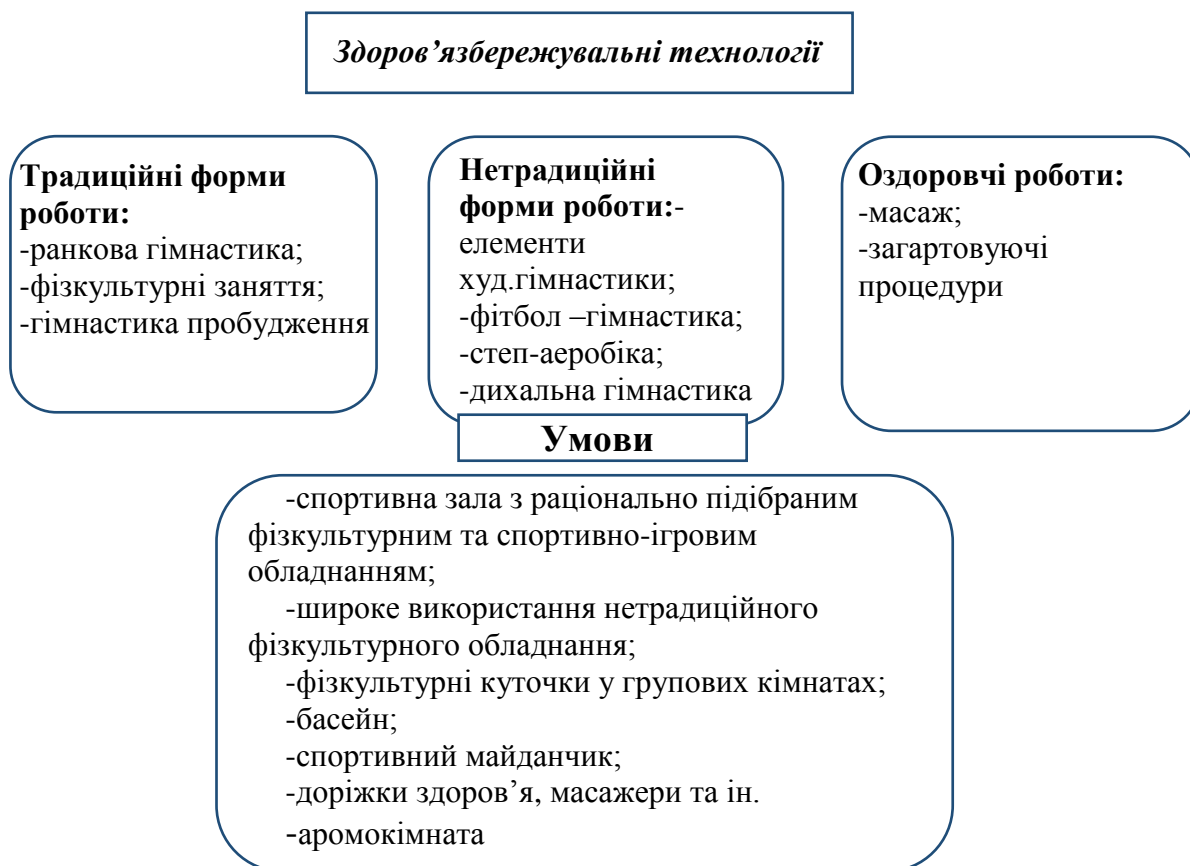 Здоров’язбережувальні технології
Традиційні форми
роботи:
-ранкова гімнастика;
-фізкультурні заняття;
-гімнастика пробудження
Нетрадиційні
форми роботи:-
елементи
худ.гімнастики;
-фітбол –гімнастика;
-степ-аеробіка;
-дихальна гімнастика
Оздоровчі роботи:
-масаж;
-загартовуючі
процедури
Умови
-спортивна зала з раціонально підібраним
фізкультурним та спортивно-ігровим
обладнанням;
-широке використання нетрадиційного
фізкультурного обладнання;
-фізкультурні куточки у групових кімнатах;
-басейн;
-спортивний майданчик;
-доріжки здоров’я, масажери та ін.
-аромокімната